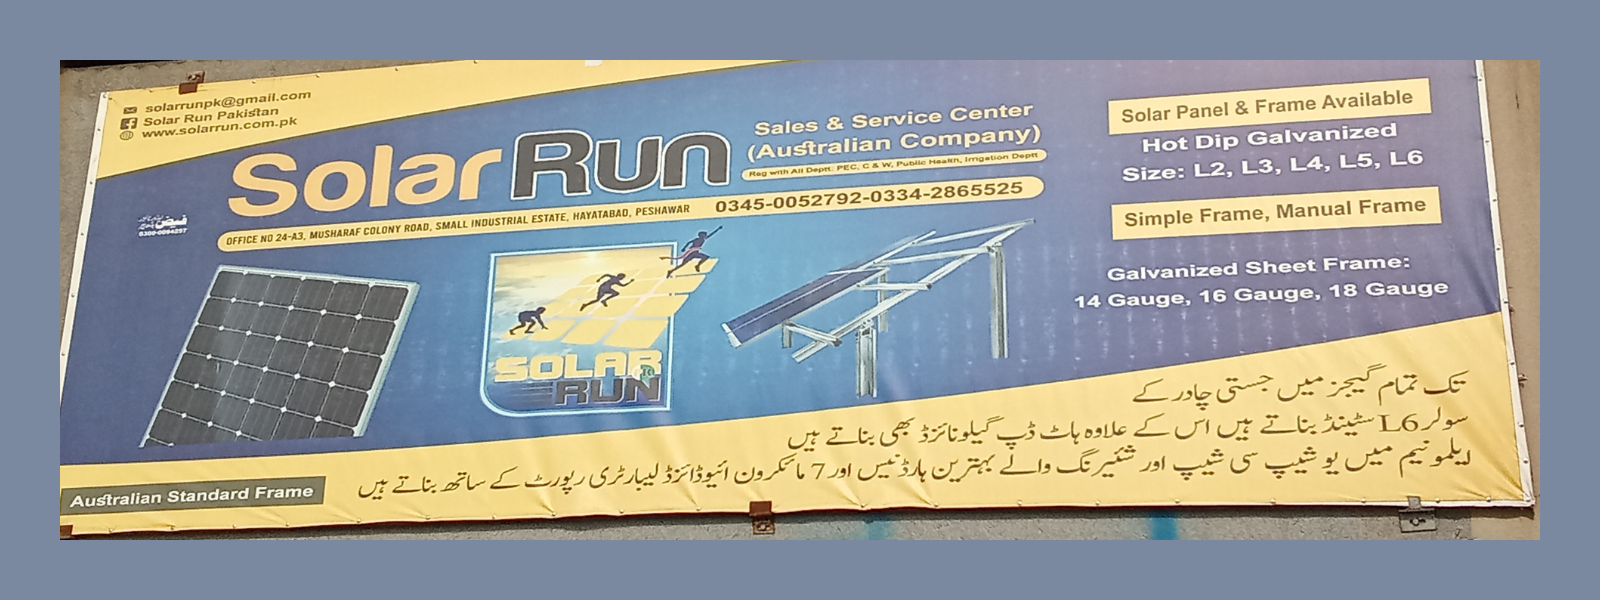 solarrunpk@gmail.com
Solar Run Pakistan
www.solarrun.com.pk
Solar Run
Sales & Service Center
(Australian Company)
Reg with All Deptt: PEC, C & W, Public Health, Irrigation Deptt
OFFICE NO 24-A3, MUSHARAF COLONY ROAD, SMALL INDUSTRIAL ESTATE, HAYATABAD, PESHAWAR
0345-0052792-0334-2865525
Solar Panel & Frame Available
Hot Dip Galvanized
Size: L2, L3, L4, L5, L6
Simple Frame, Manual Frame
Galvanized Sheet Frame:
14 Gauge, 16 Gauge, 18 Gauge
SOLAR
RUN
تک تمام گیجز میں جستی چادر کے
سولر L6 سٹینڈ بناتے ہیں اس کے علاوہ ہاٹ ڈپ گیلونائزڈ بھی بناتے ہیں
ایلمونیم میں یو شیپ سی شیپ اور شئیرنگ والے بہترین ہارڈنیس اور 7 مائکرون ائیوڈائزڈ لیبارٹری رپورٹ کے ساتھ بناتے ہیں
Australian Standard Frame